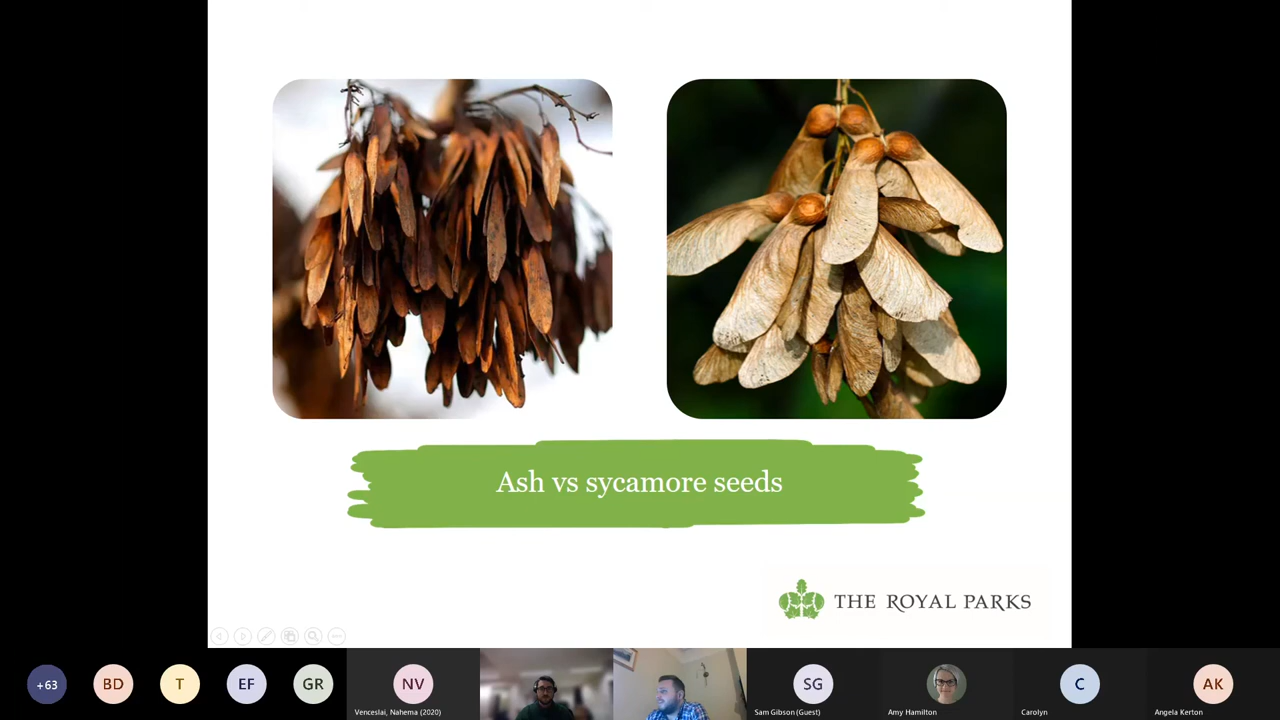 Ash vs sycamore seeds
THE ROYAL PARKS
+63
BD
T
EF
GR
NV
SG
C
AK
Venceslai, Nahema (2020)
Sam Gibson (Guest)
Amy Hamilton
Carolyn
Angela Kerton